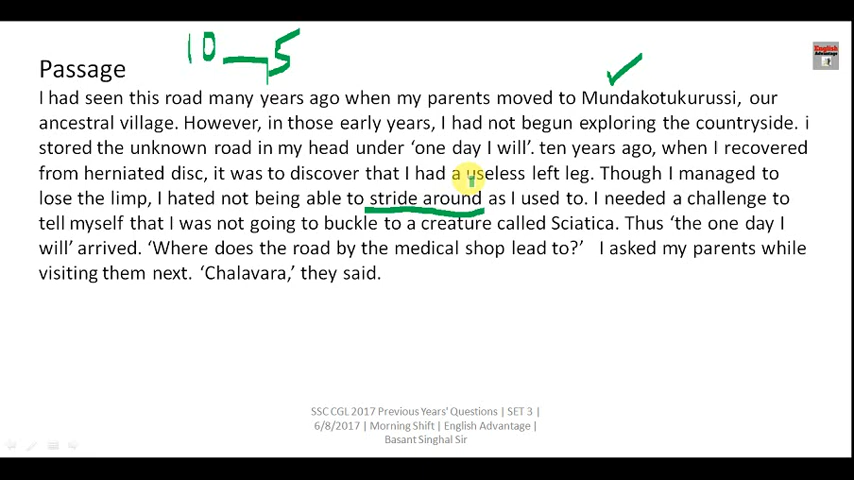 10—5
English
Advantage
Passage
I had seen this road many years ago when my parents moved to Mundakotukurussi, our
ancestral village. However, in those early years, I had not begun exploring the countryside. i
stored the unknown road in my head under ‘one day I will’. ten years ago, when I recovered
from herniated disc, it was to discover that I had a useless left leg. Though I managed to
lose the limp, I hated not being able to stride around as I used to. I needed a challenge to
tell myself that I was not going to buckle to a creature called Sciatica. Thus ‘the one day I
will’ arrived. ‘Where does the road by the medical shop lead to?’ I asked my parents while
visiting them next. ‘Chalavara,’ they said.
SSC CGL 2017 Previous Years' Questions | SET 3 |
6/8/2017 | Morning Shift | English Advantage |
Basant Singhal Sir